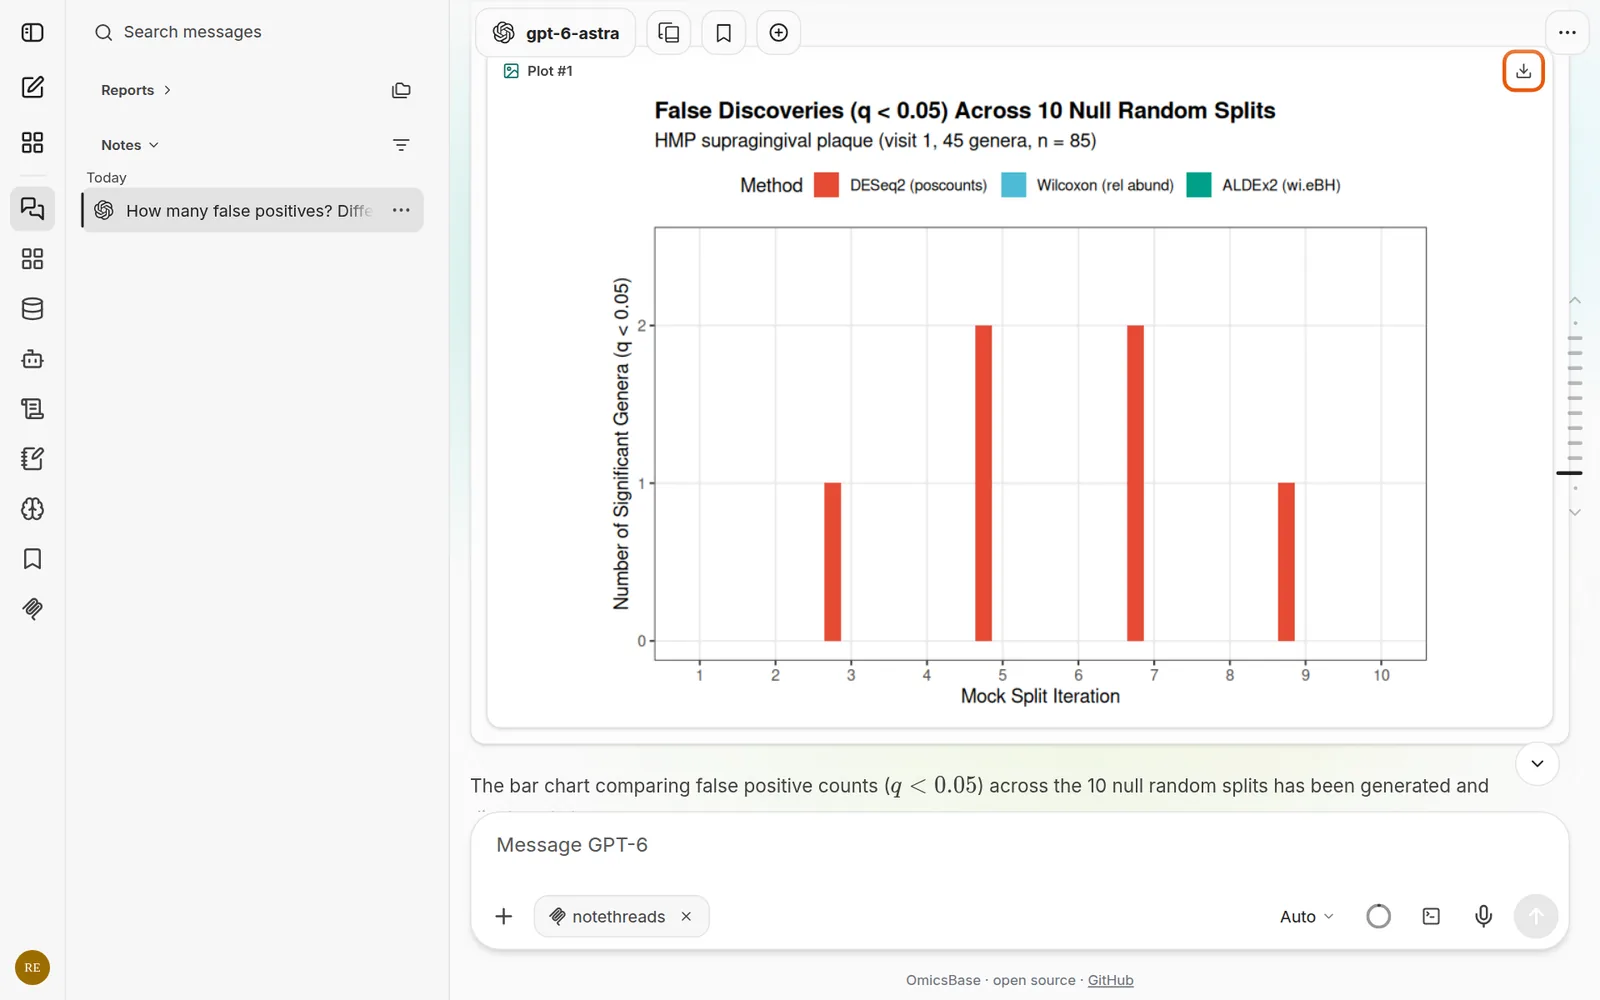 Search messages
Reports
Notes
Today
How many false positives? Diffe
RE
gpt-6-astra
Plot #1
False Discoveries (q < 0.05) Across 10 Null Random Splits
HMP supragingival plaque (visit 1, 45 genera, n = 85)
Method DESeq2 (poscounts) Wilcoxon (rel abund) ALDEx2 (wi.eBH)
Number of Significant Genera (q < 0.05)
2
1
0
1 2 3 4 5 6 7 8 9 10
Mock Split Iteration
The bar chart comparing false positive counts (q < 0.05) across the 10 null random splits has been generated and
Message GPT-6
notethreads
Auto
OmicsBase · open source · GitHub